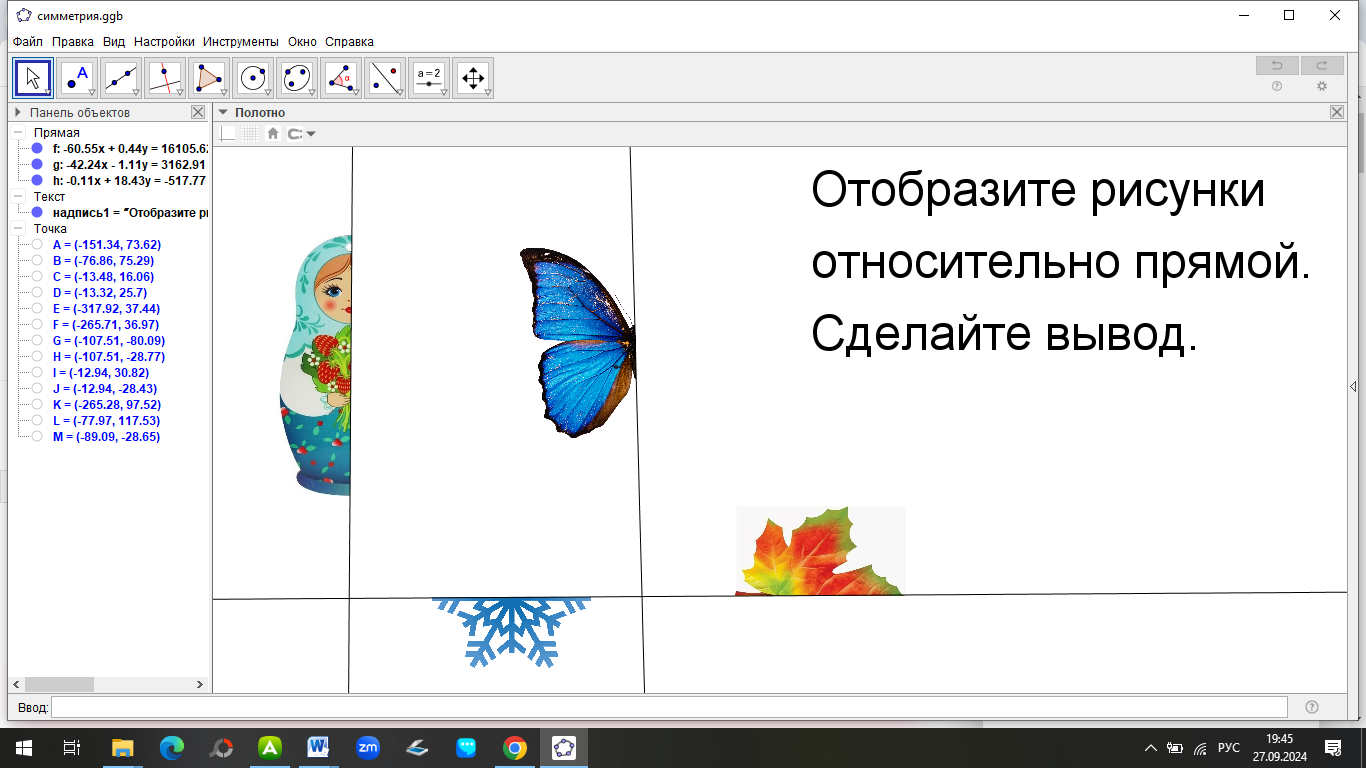 симметрия.ggb
Файл Правка Вид Настройки Инструменты Окно Справка
A
α
a = 2
Панель объектов
Полотно
Прямая
f: -60.55x + 0.44y = 16105.62
g: -42.24x - 1.11y = 3162.91
h: -0.11x + 18.43y = -517.77
Текст
надпись1 = "Отобразите ри
Точка
A = (-151.34, 73.62)
B = (-76.86, 75.29)
C = (-13.48, 16.06)
D = (-13.32, 25.7)
E = (-317.92, 37.44)
F = (-265.71, 36.97)
G = (-107.51, -80.09)
H = (-107.51, -28.77)
I = (-12.94, 30.82)
J = (-12.94, -28.43)
K = (-265.28, 97.52)
L = (-77.97, 117.53)
M = (-89.09, -28.65)
Отобразите рисунки
относительно прямой.
Сделайте вывод.
Ввод:
A
W
zm
РУС
19:45
27.09.2024